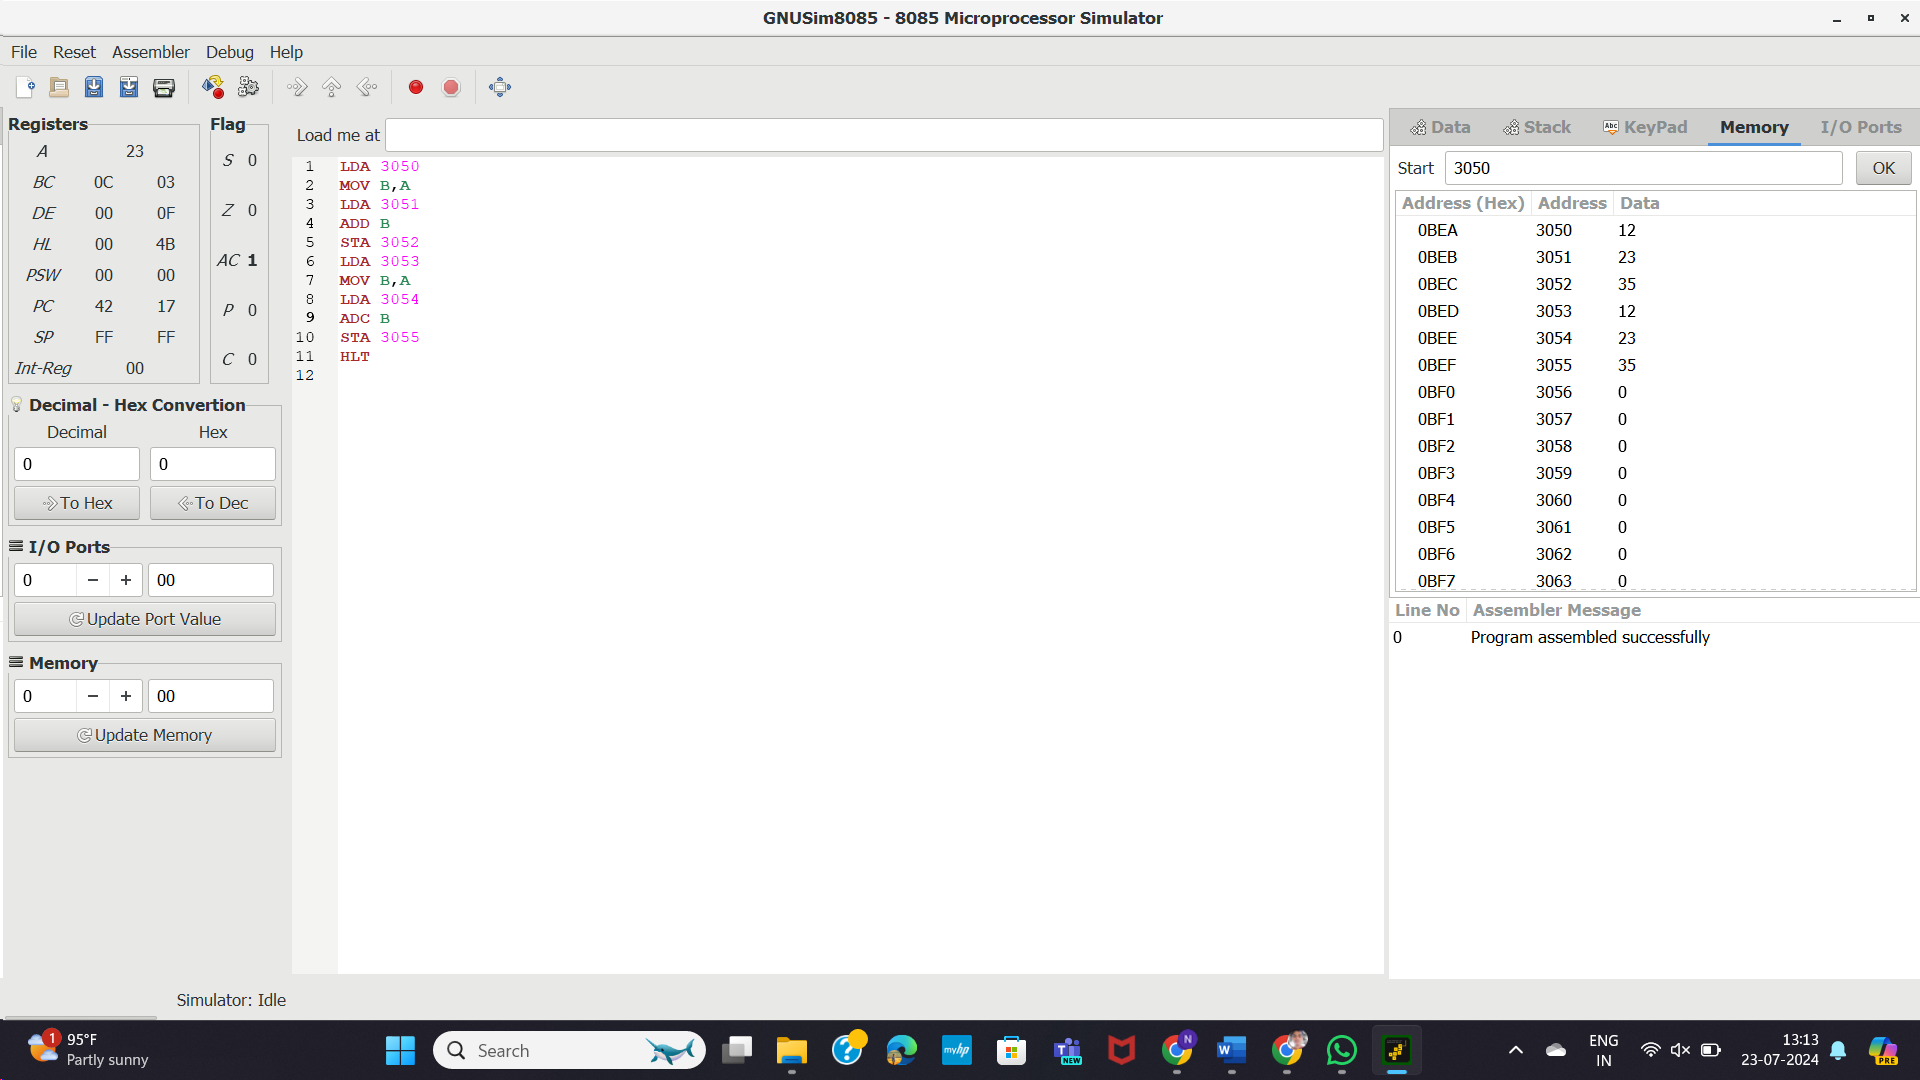 GNUSim8085 - 8085 Microprocessor Simulator
File Reset Assembler Debug Help
Registers
A 23
BC 0C 03
DE 00 0F
HL 00 4B
PSW 00 00
PC 42 17
SP FF FF
Int-Reg 00
Flag
S 0
Z 0
AC 1
P 0
C 0
Decimal - Hex Convertion
Decimal Hex
0 0
To Hex To Dec
I/O Ports
0 − + 00
Update Port Value
Memory
0 − + 00
Update Memory
Load me at
1 LDA 3050
2 MOV B,A
3 LDA 3051
4 ADD B
5 STA 3052
6 LDA 3053
7 MOV B,A
8 LDA 3054
9 ADC B
10 STA 3055
11 HLT
12
Data Stack Abc KeyPad Memory I/O Ports
Start 3050 OK
Address (Hex) Address Data
0BEA 3050 12
0BEB 3051 23
0BEC 3052 35
0BED 3053 12
0BEE 3054 23
0BEF 3055 35
0BF0 3056 0
0BF1 3057 0
0BF2 3058 0
0BF3 3059 0
0BF4 3060 0
0BF5 3061 0
0BF6 3062 0
0BF7 3063 0
Line No Assembler Message
0 Program assembled successfully
Simulator: Idle
1 95°F
Partly sunny
Search
myhp
NEW
N
W
ENG
IN
13:13
23-07-2024
PRE